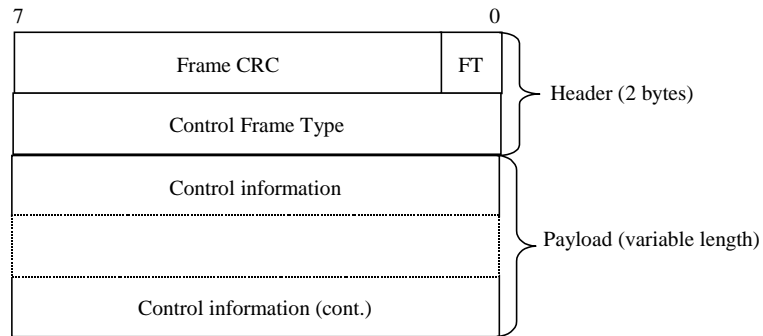 7 0
Frame CRC FT
Header (2 bytes)
Control Frame Type
Control information
Payload (variable length)
Control information (cont.)